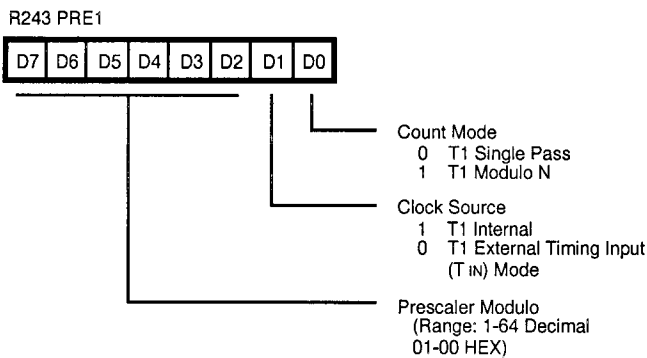 R243 PRE1
D7 D6 D5 D4 D3 D2 D1 D0
Count Mode
0 T1 Single Pass
1 T1 Modulo N
Clock Source
1 T1 Internal
0 T1 External Timing Input
(T IN) Mode
Prescaler Modulo
(Range: 1-64 Decimal
01-00 HEX)